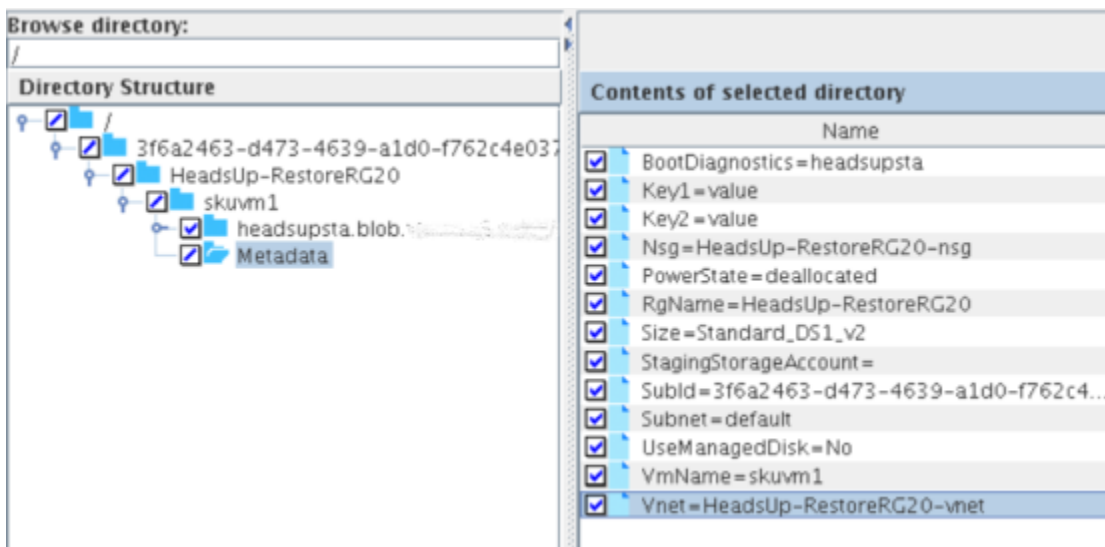 Browse directory:
/
Directory Structure
/
3f6a2463-d473-4639-a1d0-f762c4e037
HeadsUp-RestoreRG20
skuvm1
headsupsta.blob.
Metadata
Contents of selected directory
Name
BootDiagnostics=headsupsta
Key1=value
Key2=value
Nsg=HeadsUp-RestoreRG20-nsg
PowerState=deallocated
RgName=HeadsUp-RestoreRG20
Size=Standard_DS1_v2
StagingStorageAccount=
SubId=3f6a2463-d473-4639-a1d0-f762c4...
Subnet=default
UseManagedDisk=No
VmName=skuvm1
Vnet=HeadsUp-RestoreRG20-vnet